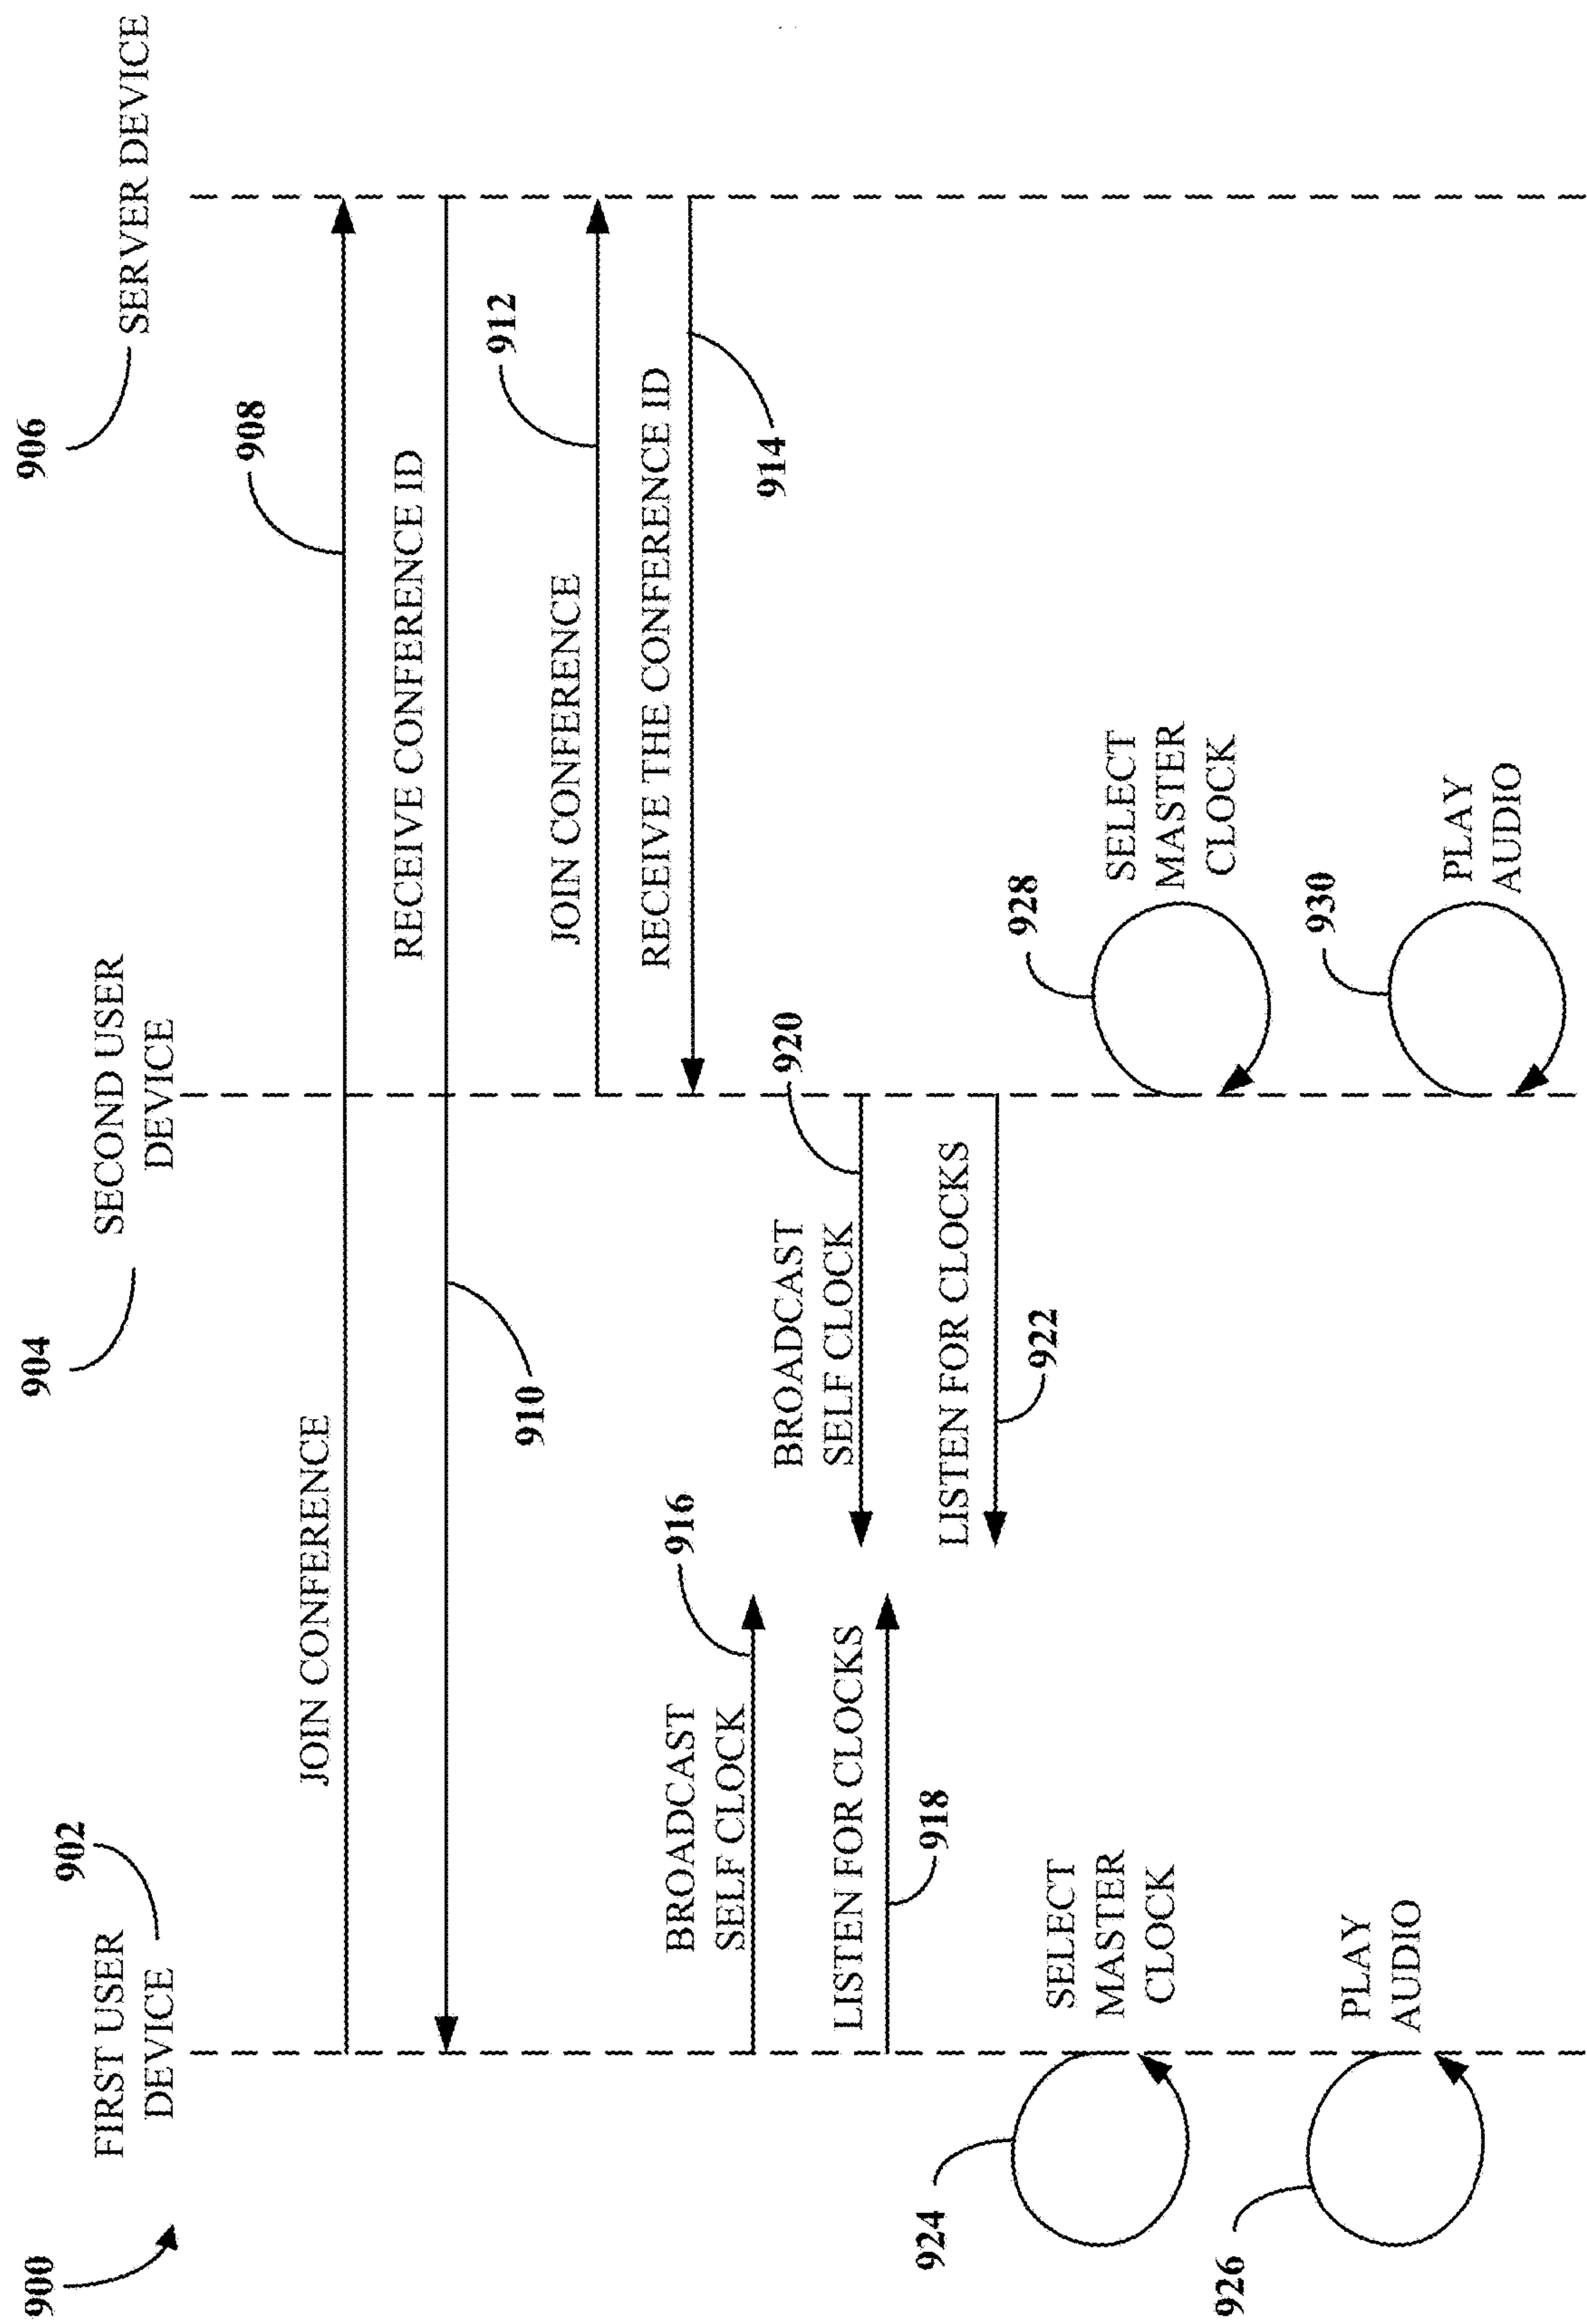 900
902
FIRST USER
DEVICE
904
SECOND USER
DEVICE
906
SERVER DEVICE
JOIN CONFERENCE
908
RECEIVE CONFERENCE ID
910
912
JOIN CONFERENCE
RECEIVE THE CONFERENCE ID
914
BROADCAST
SELF CLOCK
916
BROADCAST
SELF CLOCK
920
LISTEN FOR CLOCKS
918
LISTEN FOR CLOCKS
922
924
SELECT
MASTER
CLOCK
928
SELECT
MASTER
CLOCK
926
PLAY
AUDIO
930
PLAY
AUDIO